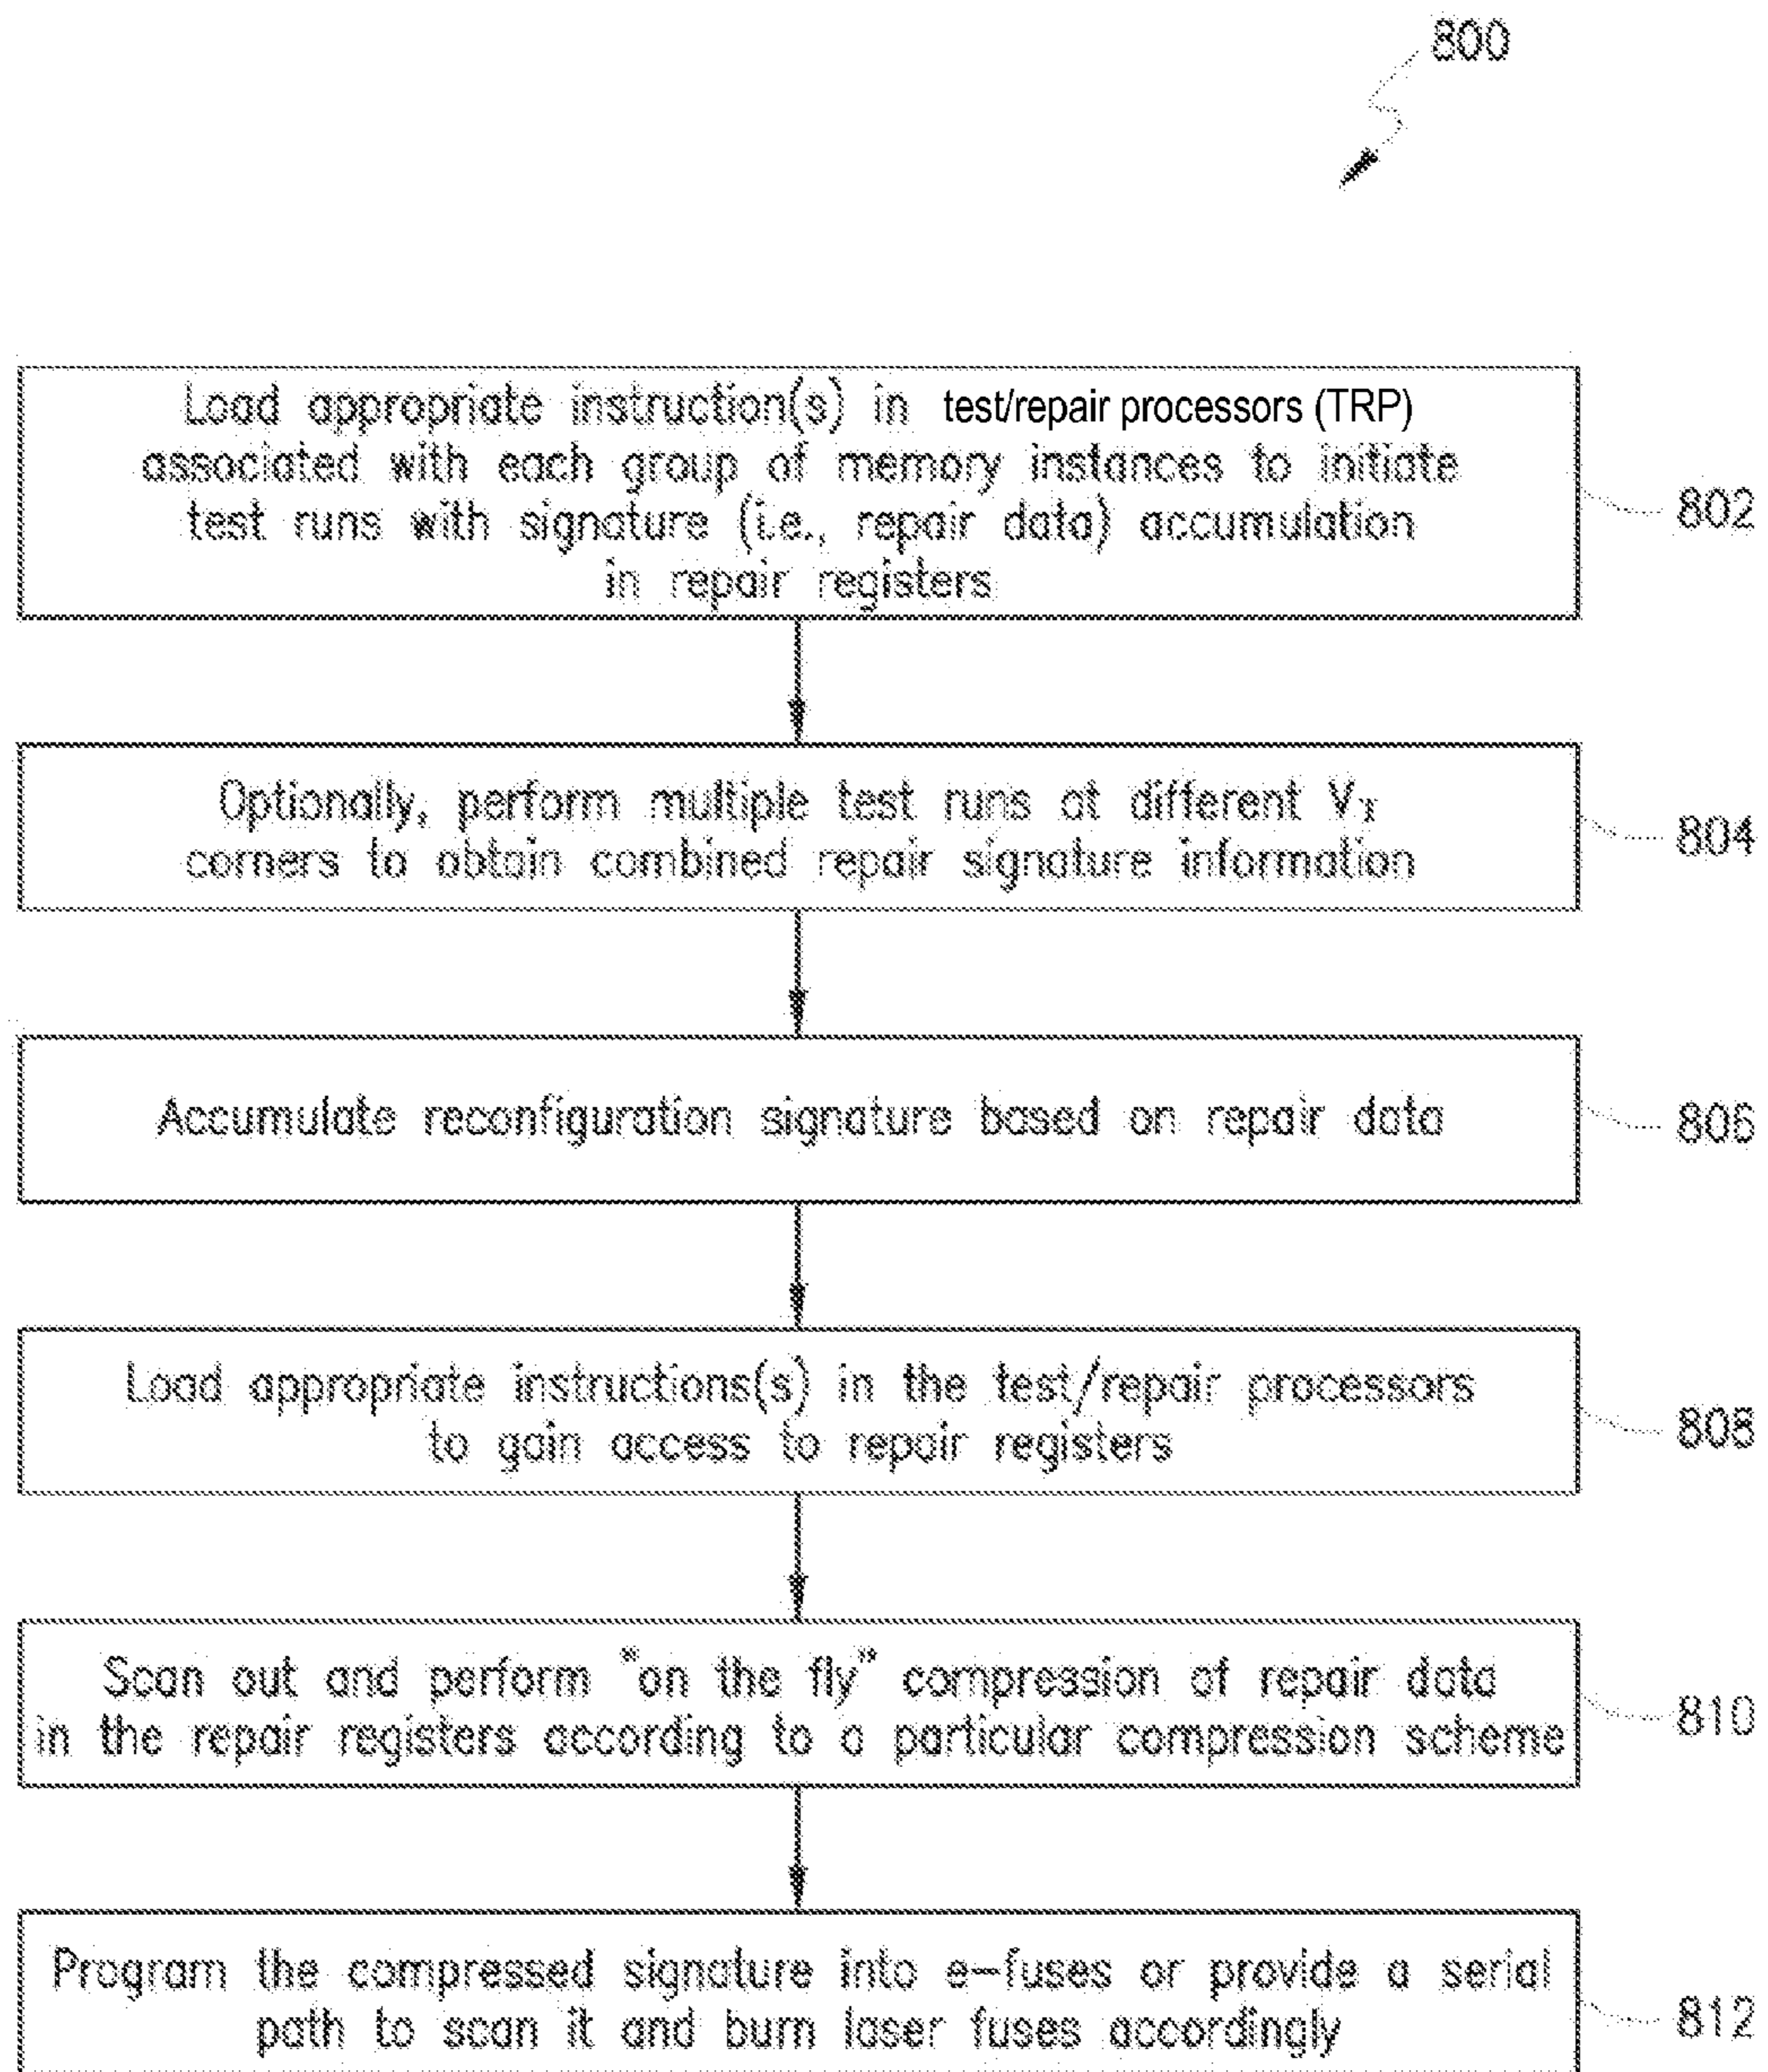 800
Load appropriate instruction(s) in test/repair processors (TRP)
associated with each group of memory instances to initiate
test runs with signature (i.e., repair data) accumulation
in repair registers
802
Optionally, perform multiple test runs at different VT
corners to obtain combined repair signature information
804
Accumulate reconfiguration signature based on repair data
806
Load appropriate instructions(s) in the test/repair processors
to gain access to repair registers
808
Scan out and perform "on the fly" compression of repair data
in the repair registers according to a particular compression scheme
810
Program the compressed signature into e-fuses or provide a serial
path to scan it and burn laser fuses accordingly
812